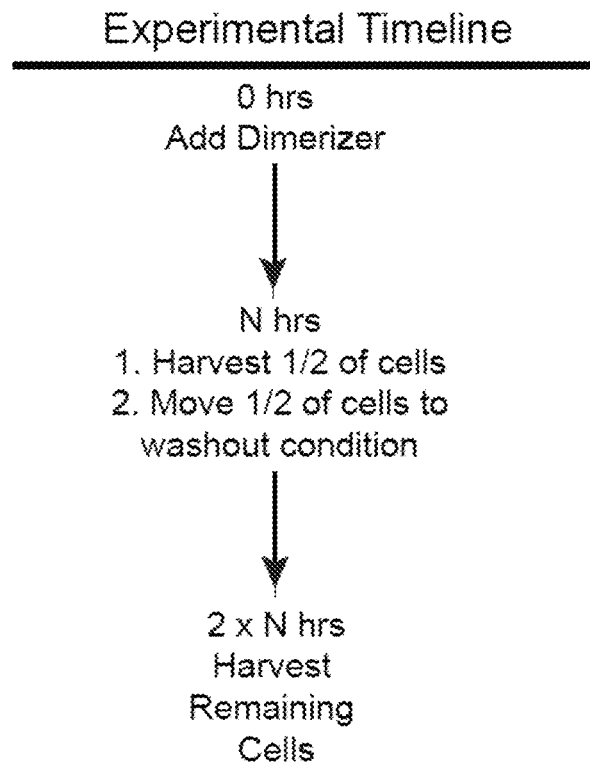 Experimental Timeline
0 hrs
Add Dimerizer
N hrs
1. Harvest 1/2 of cells
2. Move 1/2 of cells to
washout condition
2 x N hrs
Harvest
Remaining
Cells